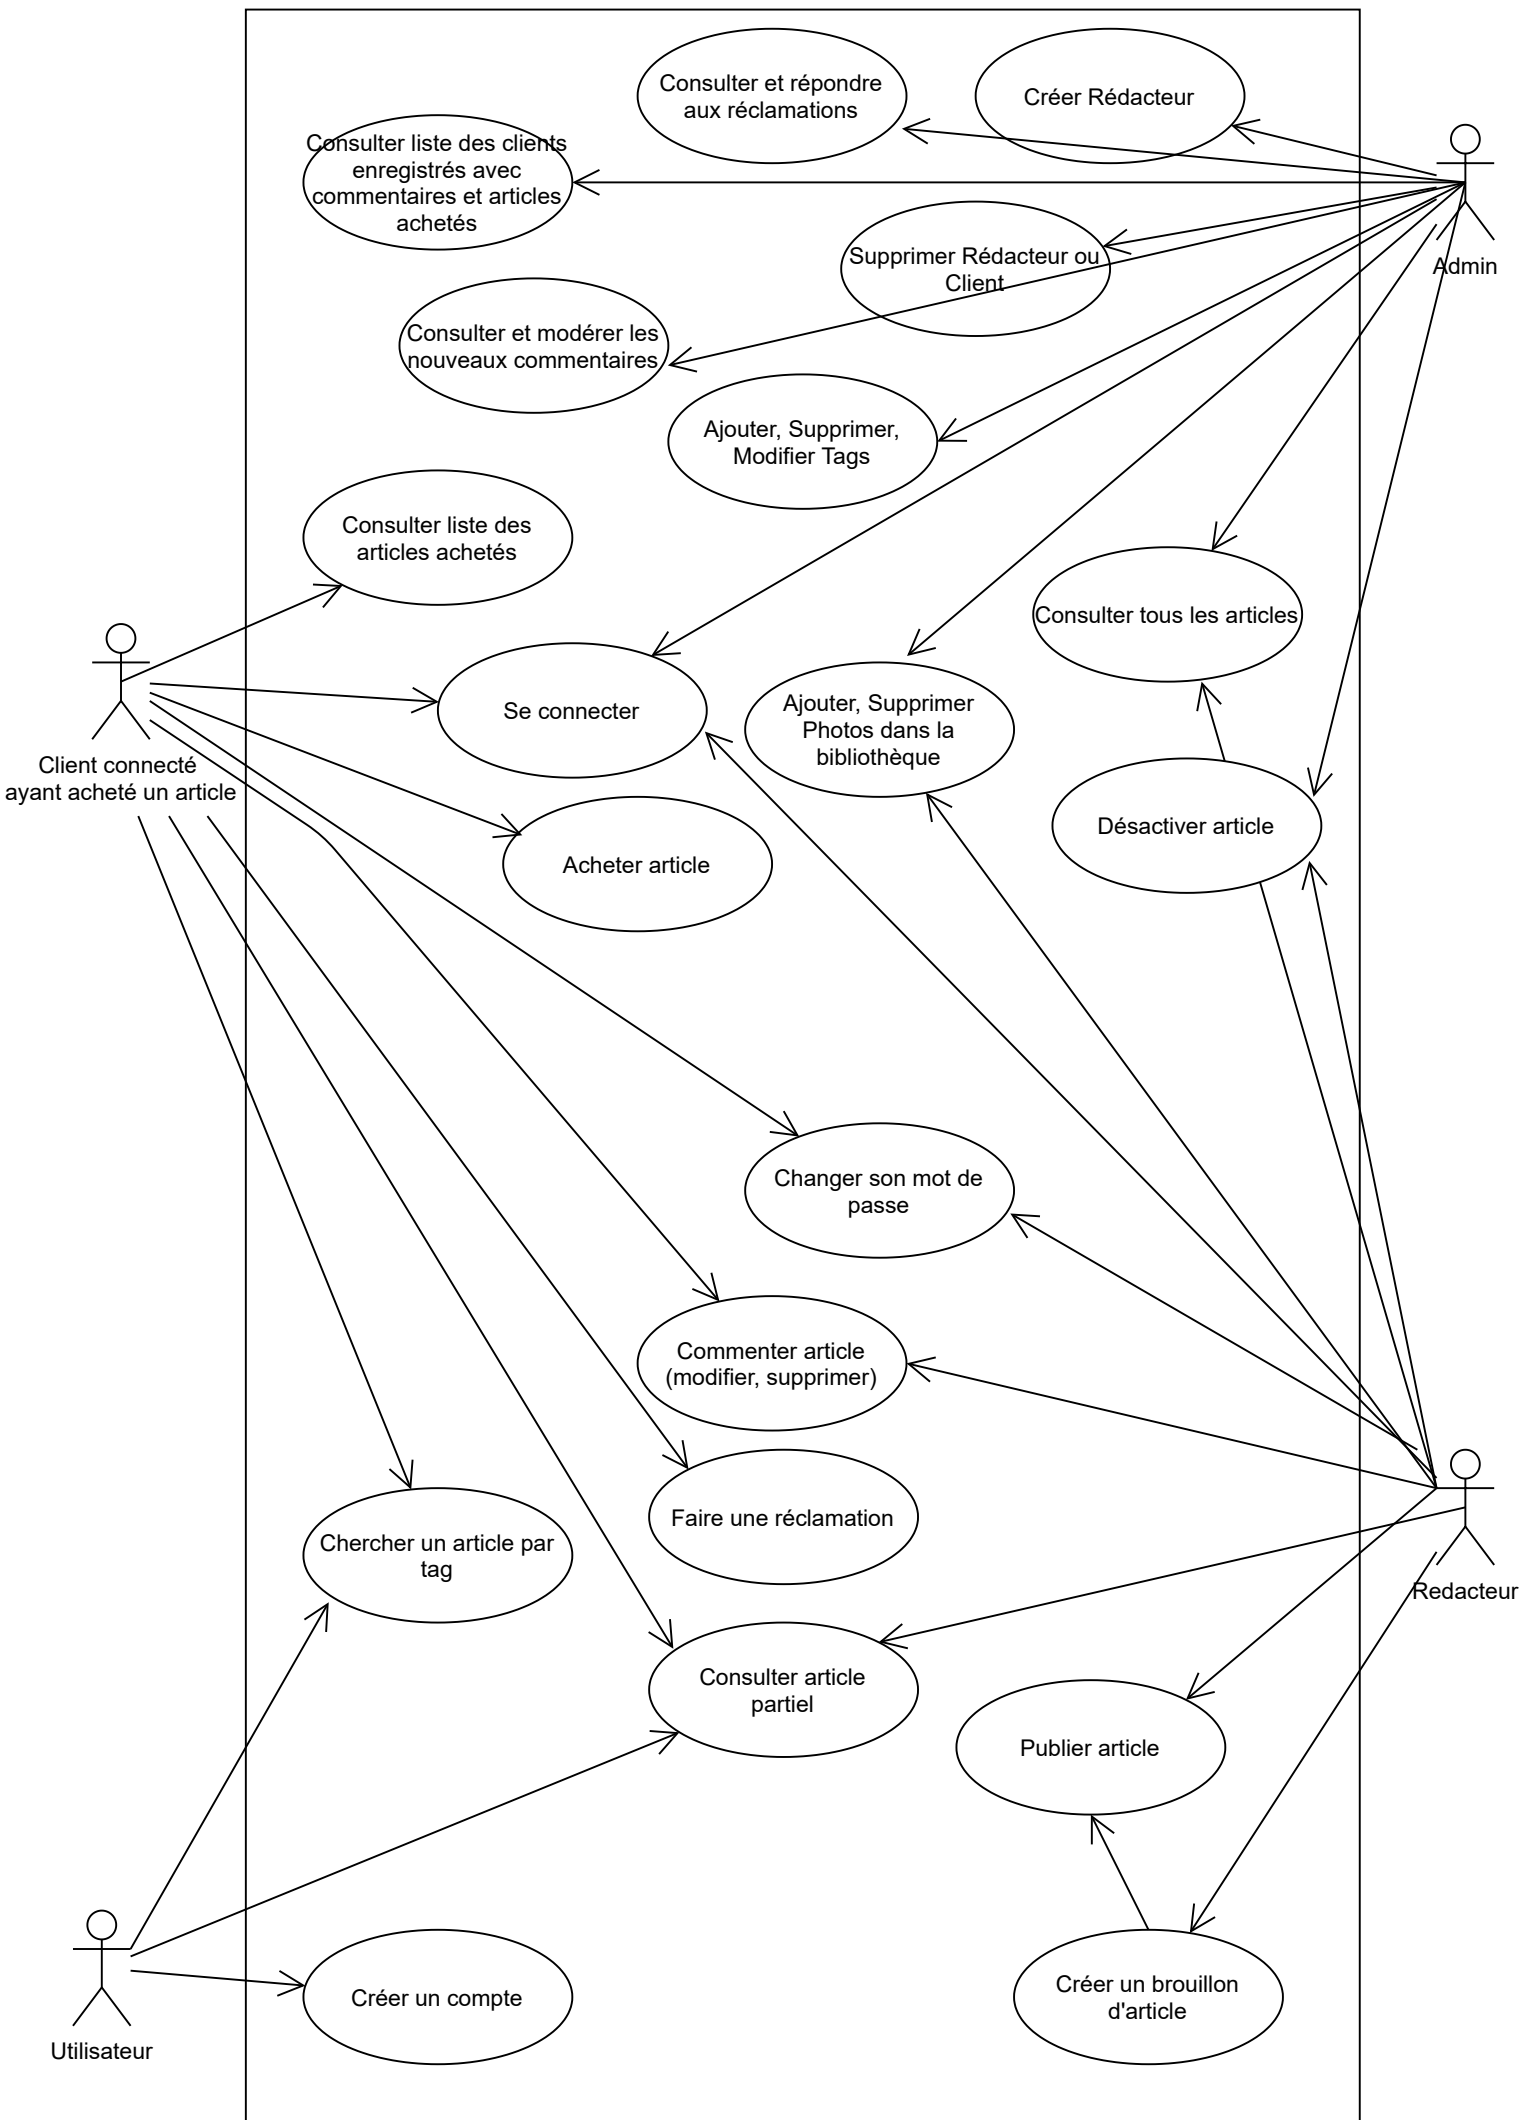 Consulter et répondre
aux réclamations
Créer Rédacteur
Consulter liste des clients
enregistrés avec
commentaires et articles
achetés
Supprimer Rédacteur ou
Client
Admin
Consulter et modérer les
nouveaux commentaires
Ajouter, Supprimer,
Modifier Tags
Consulter liste des
articles achetés
Consulter tous les articles
Se connecter
Ajouter, Supprimer
Photos dans la
bibliothèque
Client connecté
ayant acheté un article
Désactiver article
Acheter article
Changer son mot de
passe
Commenter article
(modifier, supprimer)
Faire une réclamation
Chercher un article par
tag
Redacteur
Consulter article
partiel
Publier article
Créer un compte
Créer un brouillon
d'article
Utilisateur